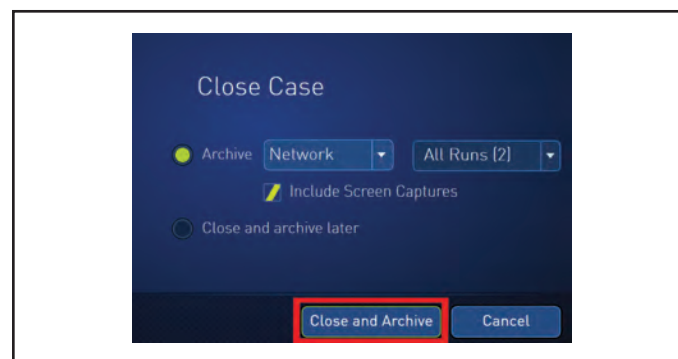 Close Case
Archive Network All Runs (2)
Include Screen Captures
Close and archive later
Close and Archive Cancel